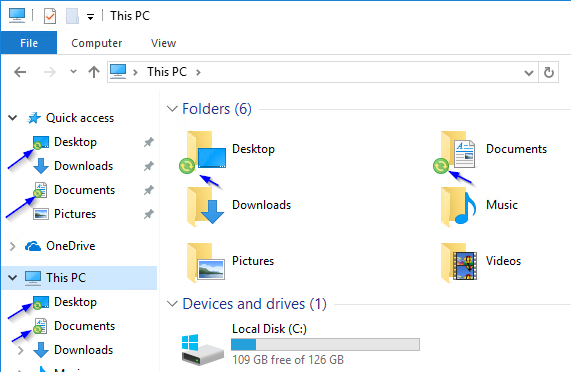 This PC
File Computer View
This PC
Quick access
Desktop
Downloads
Documents
Pictures
OneDrive
This PC
Desktop
Documents
Downloads
Folders (6)
Desktop Documents
Downloads Music
Pictures Videos
Devices and drives (1)
Local Disk (C:)
109 GB free of 126 GB